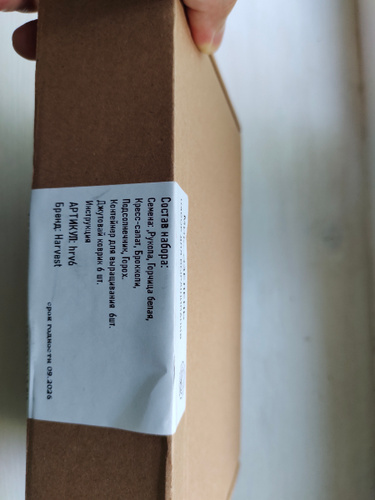 Состав набора:
Семена: Рукола, Горчица белая,
Кресс-салат, Брокколи,
Подсолнечник, Горох.
Контейнер для выращивания 6шт.
Джутовый коврик 6 шт.
Инструкция
АРТИКУЛ: hrv6
Бренд: Harvest
срок годности 09.2026